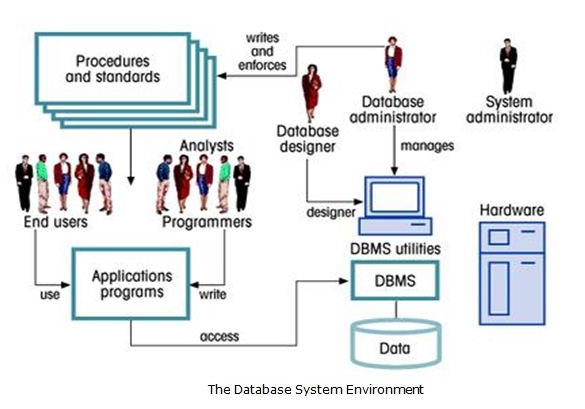 writes
and
enforces
Procedures
and standards
Database
administrator
System
administrator
Database
designer
manages
Analysts
End users
Programmers
designer
Hardware
DBMS utilities
Applications
programs
use
write
DBMS
access
Data
The Database System Environment